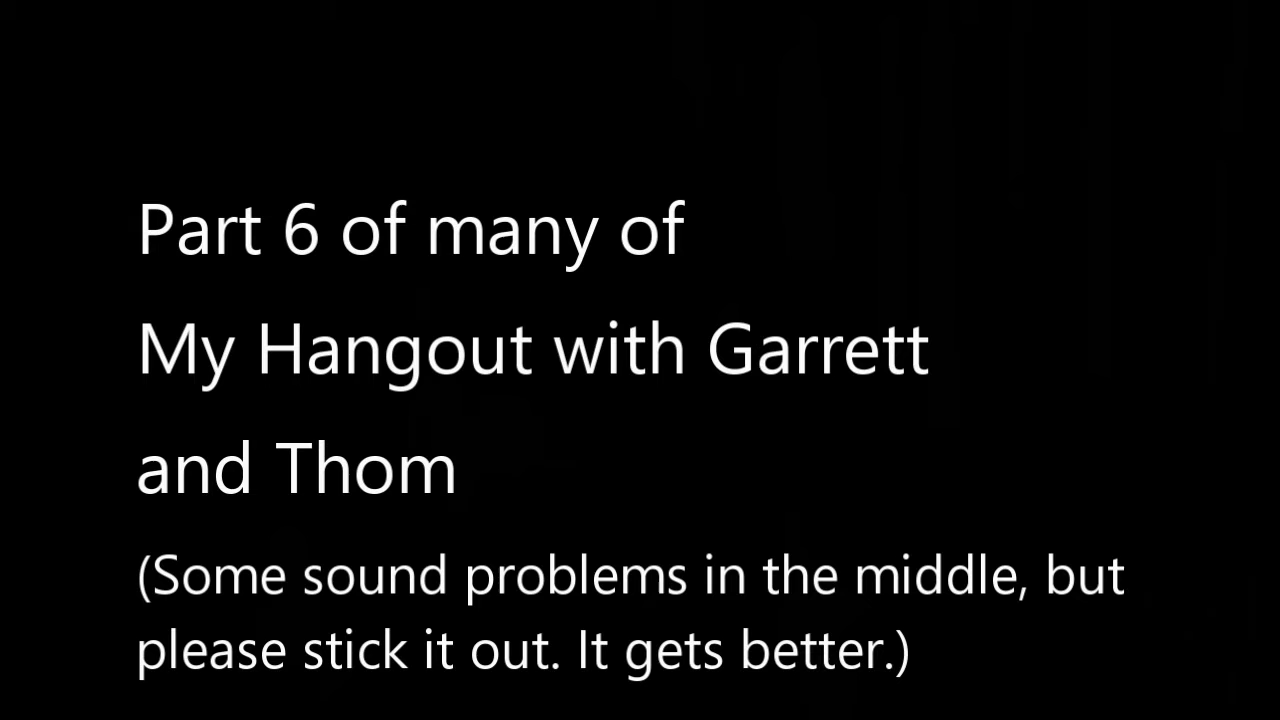 Part 6 of many of
My Hangout with Garrett
and Thom
(Some sound problems in the middle, but
please stick it out. It gets better.)